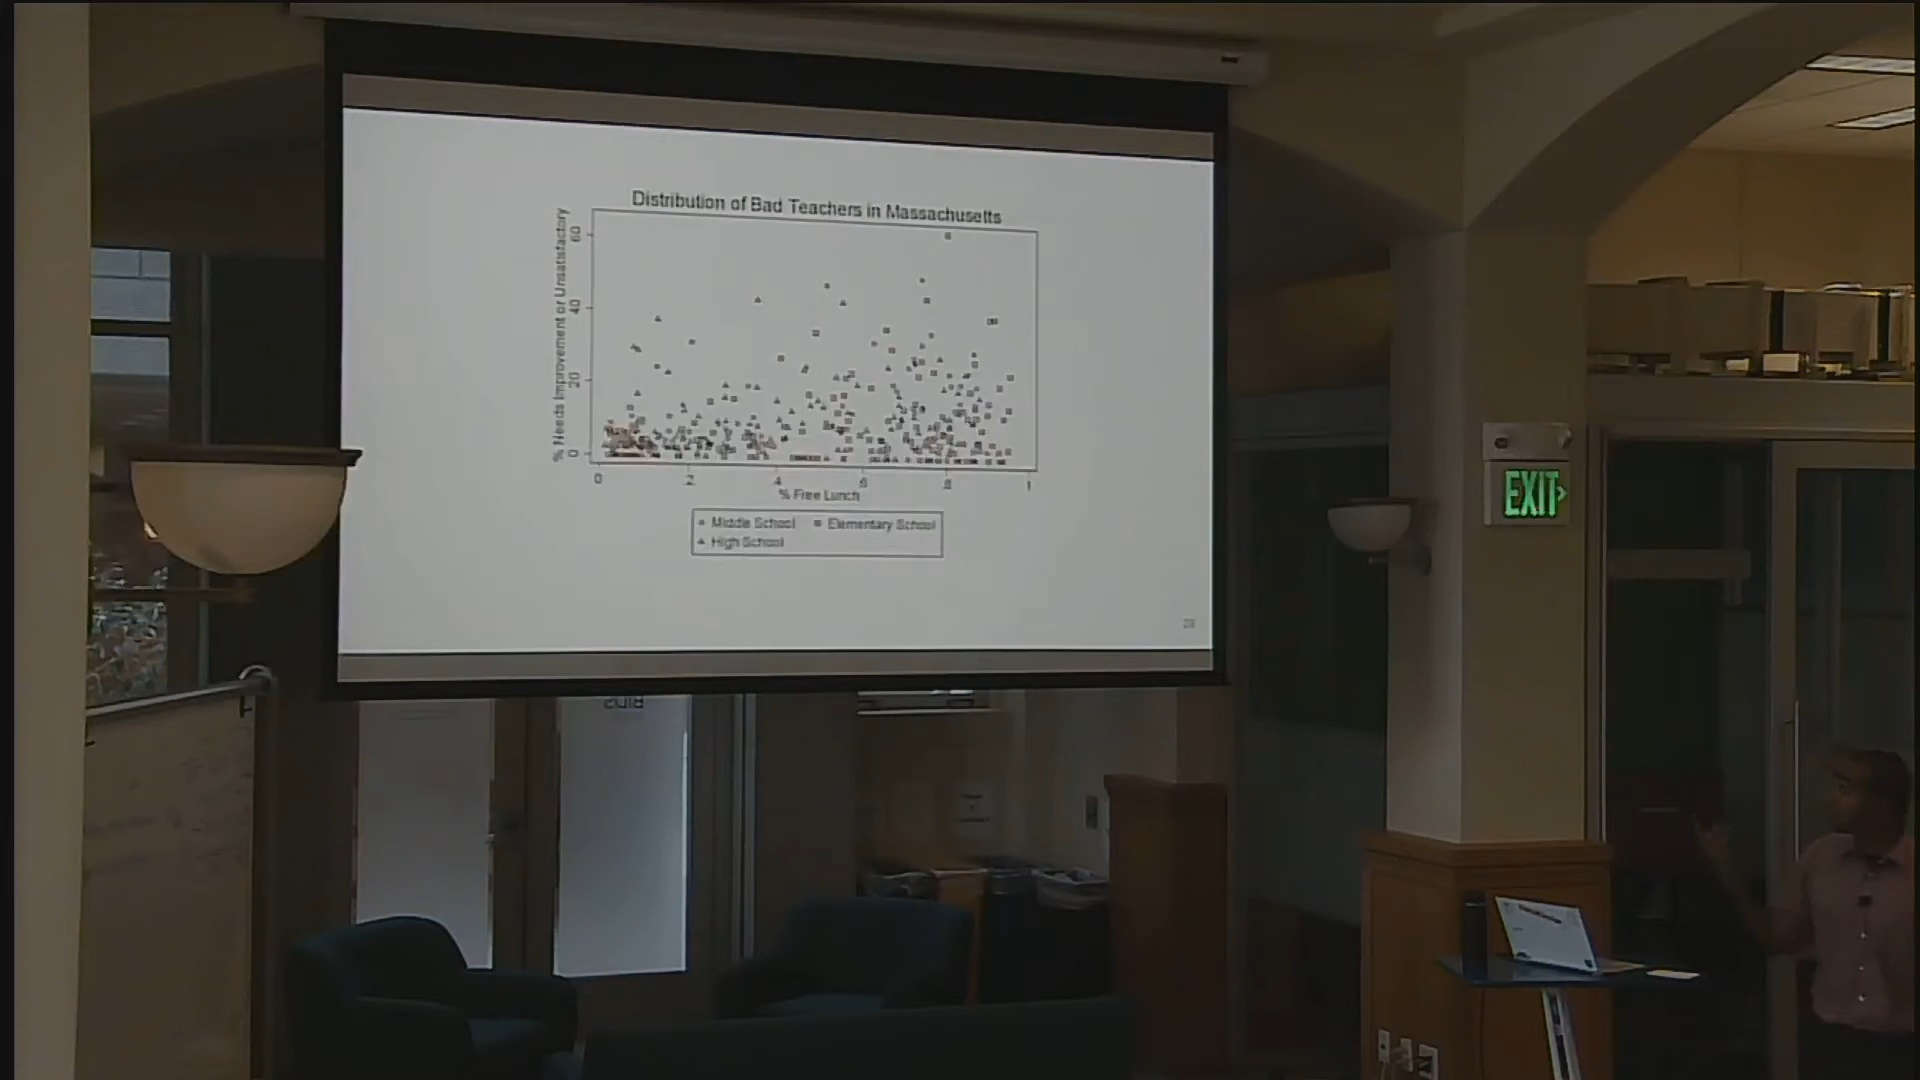 Distribution of Bad Teachers in Massachusetts
% Needs Improvement or Unsatisfactory
60
40
20
0
0 .2 .4 .6 .8 1
% Free Lunch
Middle School Elementary School
High School
EXIT